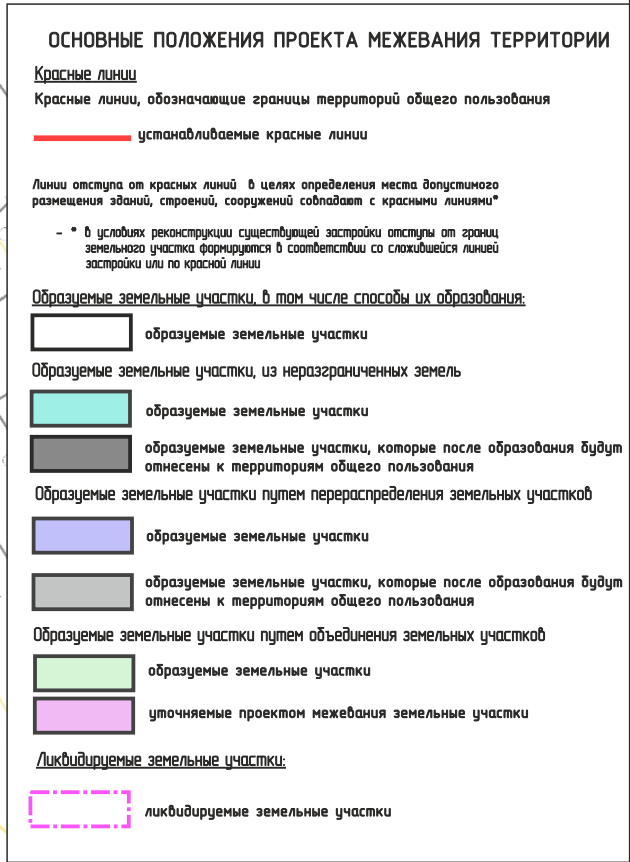 ОСНОВНЫЕ ПОЛОЖЕНИЯ ПРОЕКТА МЕЖЕВАНИЯ ТЕРРИТОРИИ
Красные линии
Красные линии, обозначающие границы территорий общего пользования
устанавливаемые красные линии
Линии отступа от красных линий в целях определения места допустимого
размещения зданий, строений, сооружений совпадают с красными линиями*
- * в условиях реконструкции существующей застройки отступы от границ
земельного участка формируются в соответствии со сложившейся линией
застройки или по красной линии
Образуемые земельные участки, в том числе способы их образования:
образуемые земельные участки
Образуемые земельные участки, из неразграниченных земель
образуемые земельные участки
образуемые земельные участки, которые после образования будут
отнесены к территориям общего пользования
Образуемые земельные участки путем перераспределения земельных участков
образуемые земельные участки
образуемые земельные участки, которые после образования будут
отнесены к территориям общего пользования
Образуемые земельные участки путем объединения земельных участков
образуемые земельные участки
уточняемые проектом межевания земельные участки
Ликвидируемые земельные участки:
ликвидируемые земельные участки